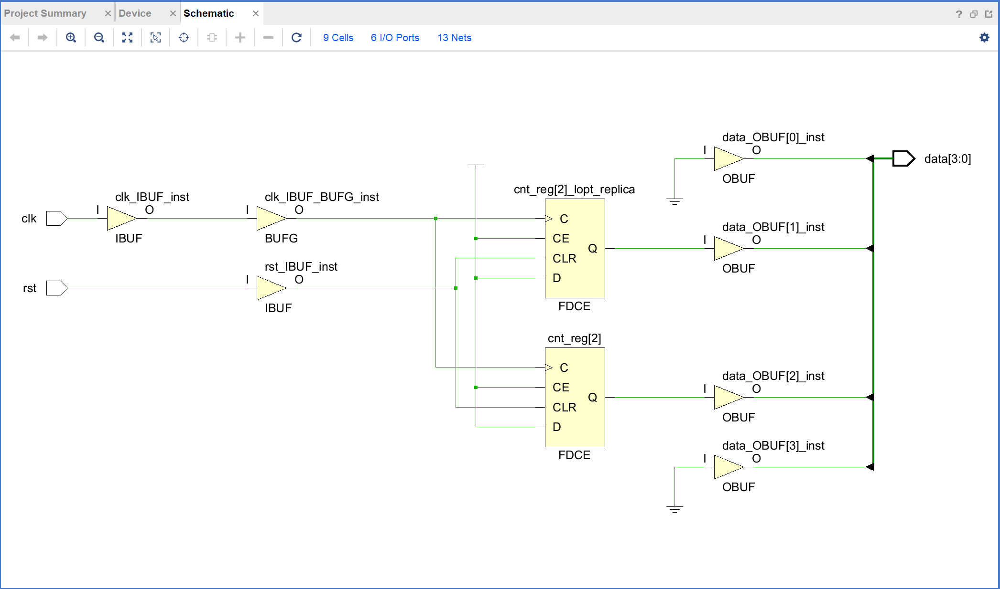 Project Summary
Device
Schematic
?
9 Cells
6 I/O Ports
13 Nets
data_OBUF[0]_inst
I
O
OBUF
data[3:0]
cnt_reg[2]_lopt_replica
clk
I
clk_IBUF_inst
O
IBUF
I
clk_IBUF_BUFG_inst
O
BUFG
C
CE
CLR
D
Q
FDCE
data_OBUF[1]_inst
I
O
OBUF
rst
I
rst_IBUF_inst
O
IBUF
cnt_reg[2]
C
CE
CLR
D
Q
FDCE
data_OBUF[2]_inst
I
O
OBUF
data_OBUF[3]_inst
I
O
OBUF